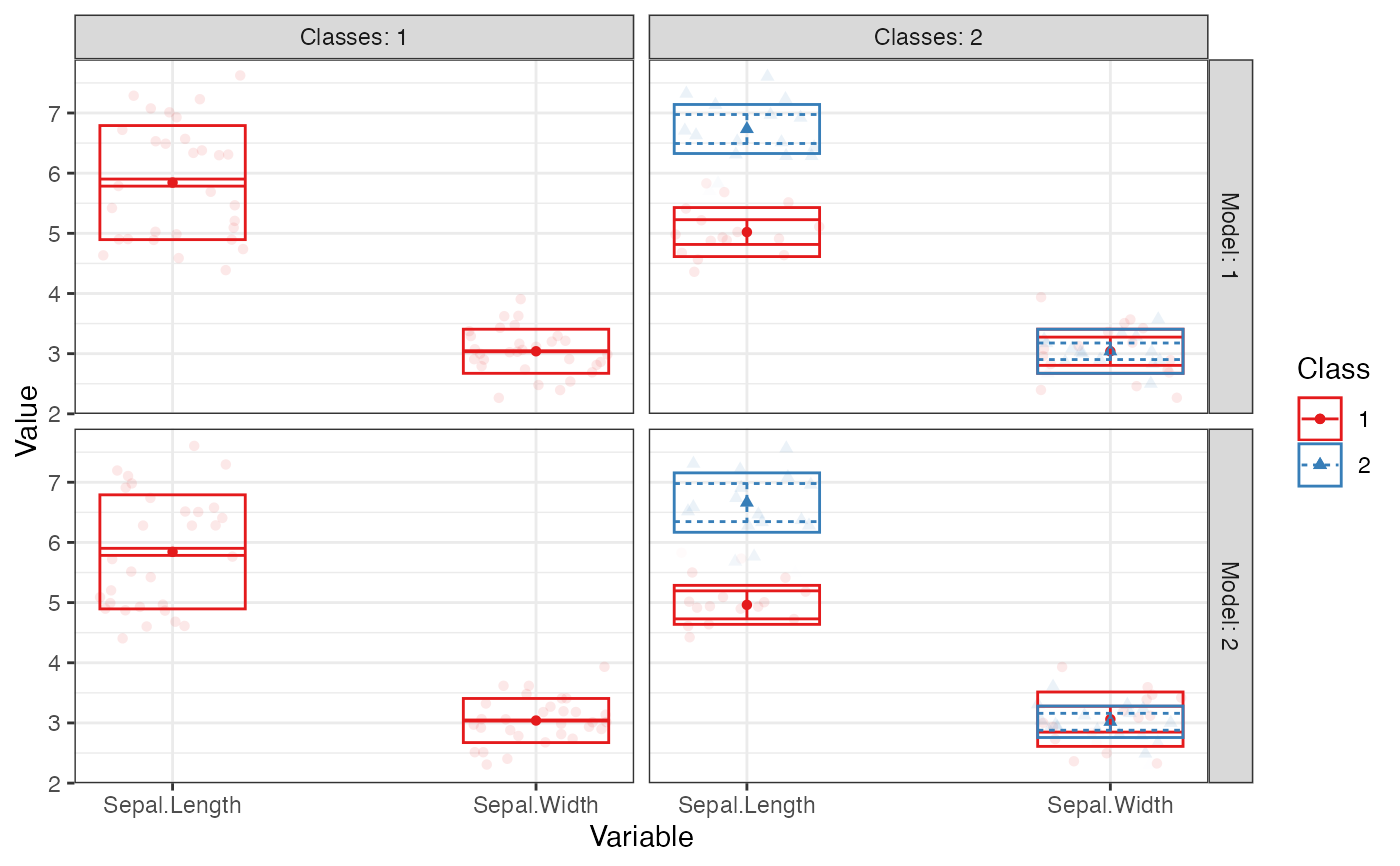 Classes: 1
Classes: 2
7
6
5
4
3
2
Model: 1
7
6
5
4
3
2
Model: 2
Value
Sepal.Length
Sepal.Width
Sepal.Length
Sepal.Width
Variable
Class
1
2